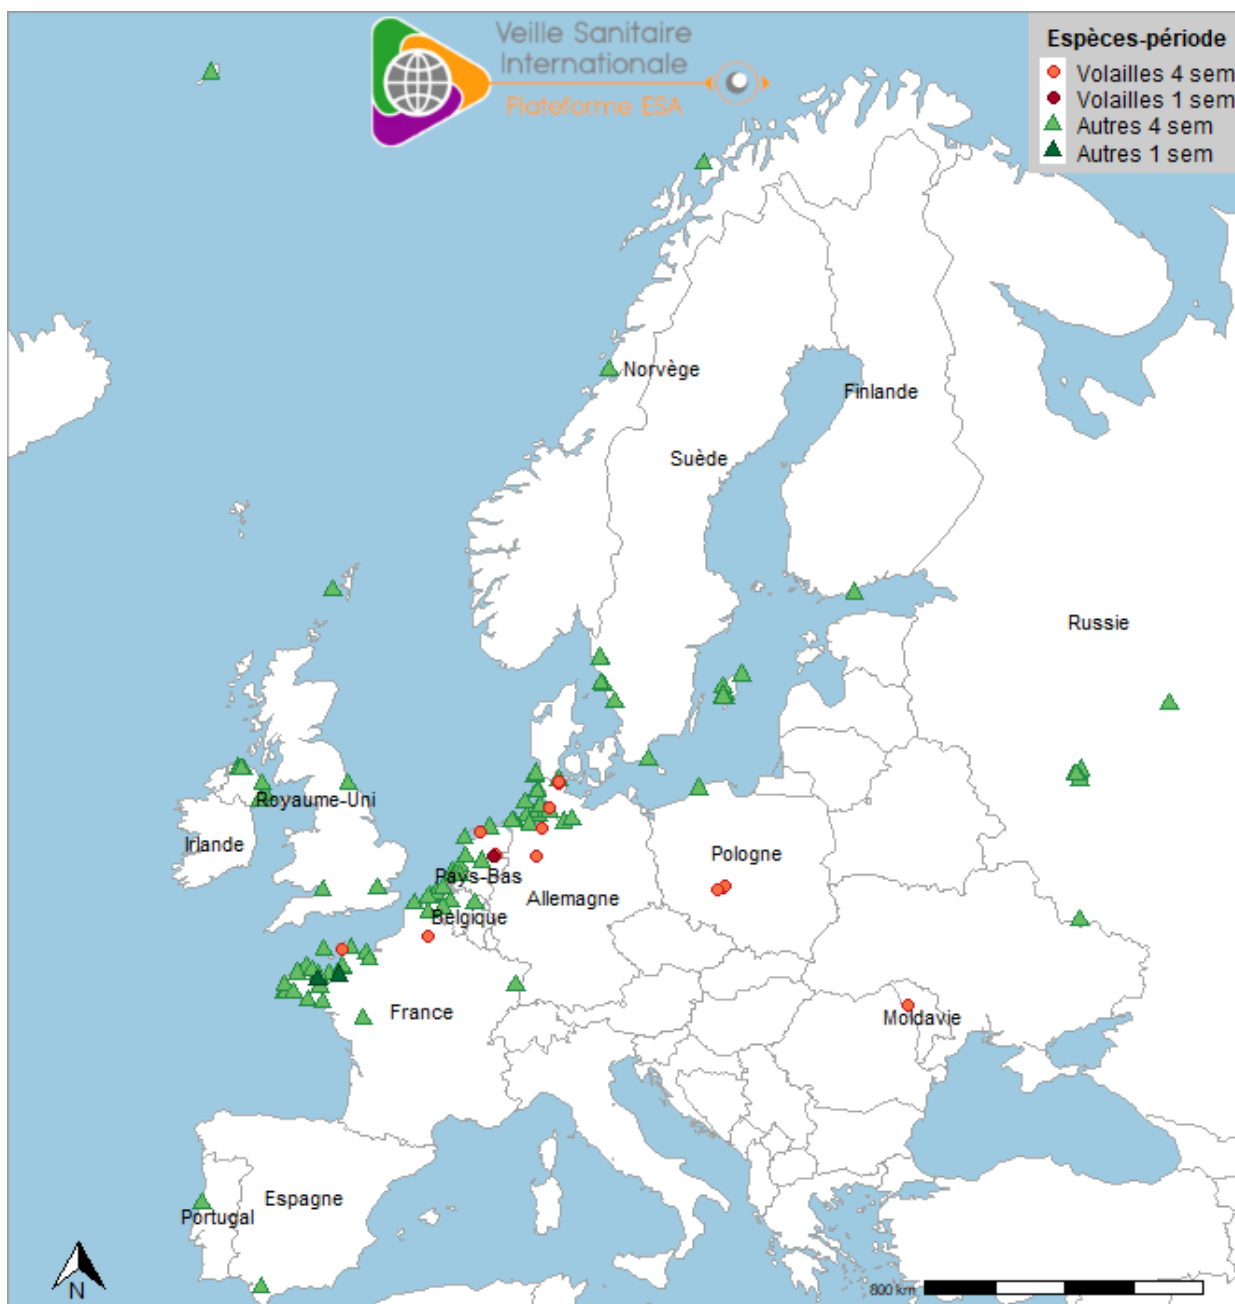 Veille Sanitaire
Internationale
Plateforme ESA
Espèces-période
Volailles 4 sem
Volailles 1 sem
Autres 4 sem
Autres 1 sem
Norvège
Finlande
Suède
Russie
Royaume-Uni
Irlande
Pays-Bas
Pologne
Allemagne
Belgique
France
Moldavie
Espagne
Portugal
N
800 km